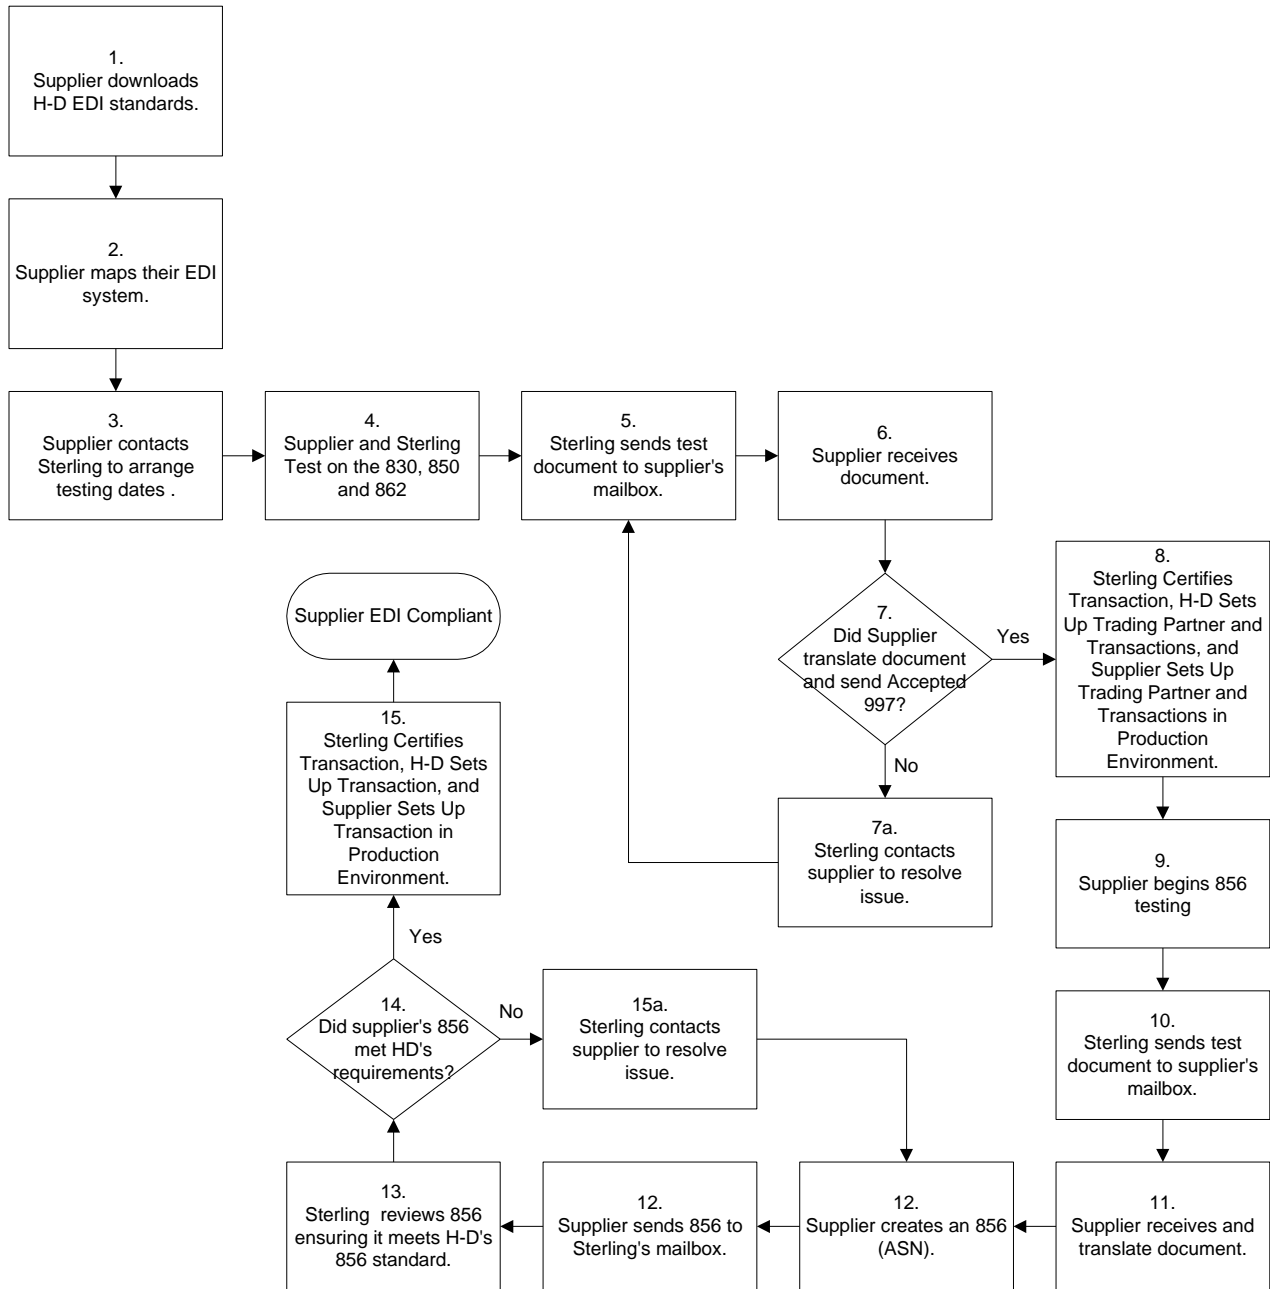 1.
Supplier downloads
H-D EDI standards.
2.
Supplier maps their EDI
system.
3.
Supplier contacts
Sterling to arrange
testing dates .
4.
Supplier and Sterling
Test on the 830, 850
and 862
5.
Sterling sends test
document to supplier's
mailbox.
6.
Supplier receives
document.
7.
Did Supplier
translate document
and send Accepted
997?
Yes
No
8.
Sterling Certifies
Transaction, H-D Sets
Up Trading Partner and
Transactions, and
Supplier Sets Up
Trading Partner and
Transactions in
Production
Environment.
7a.
Sterling contacts
supplier to resolve
issue.
9.
Supplier begins 856
testing
10.
Sterling sends test
document to supplier's
mailbox.
11.
Supplier receives and
translate document.
12.
Supplier creates an 856
(ASN).
12.
Supplier sends 856 to
Sterling's mailbox.
13.
Sterling  reviews 856
ensuring it meets H-D's
856 standard.
14.
Did supplier's 856
met HD's
requirements?
No
Yes
15a.
Sterling contacts
supplier to resolve
issue.
15.
Sterling Certifies
Transaction, H-D Sets
Up Transaction, and
Supplier Sets Up
Transaction in
Production
Environment.
Supplier EDI Compliant